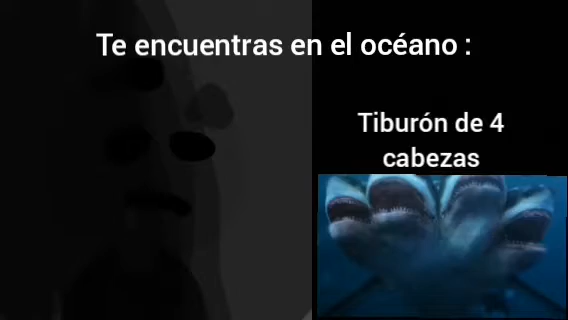 Te encuentras en el océano :
Tiburón de 4
cabezas